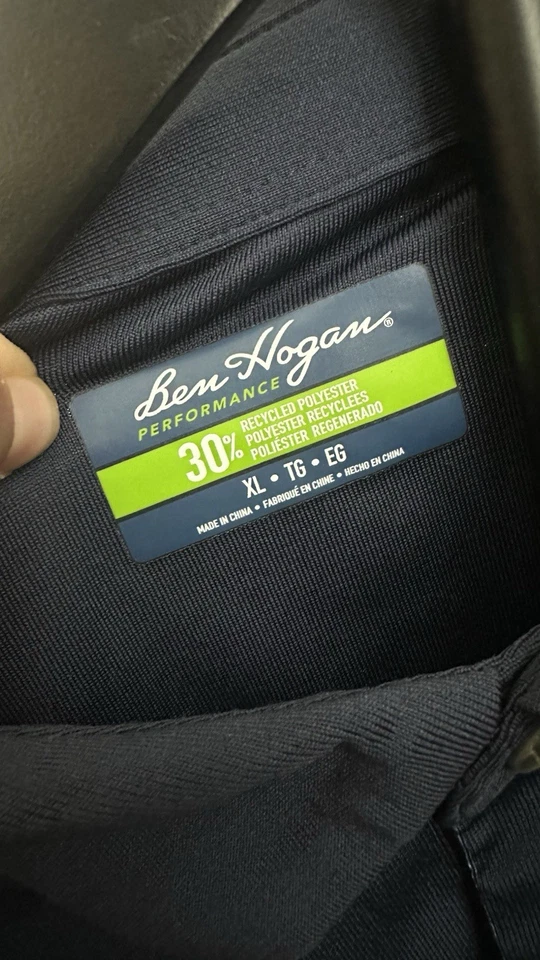 Ben Hogan®
PERFORMANCE
30% RECYCLED POLYESTER
POLYESTER RECYCLEES
POLIÉSTER REGENERADO
XL • TG • EG
MADE IN CHINA • FABRIQUÉ EN CHINE • HECHO EN CHINA